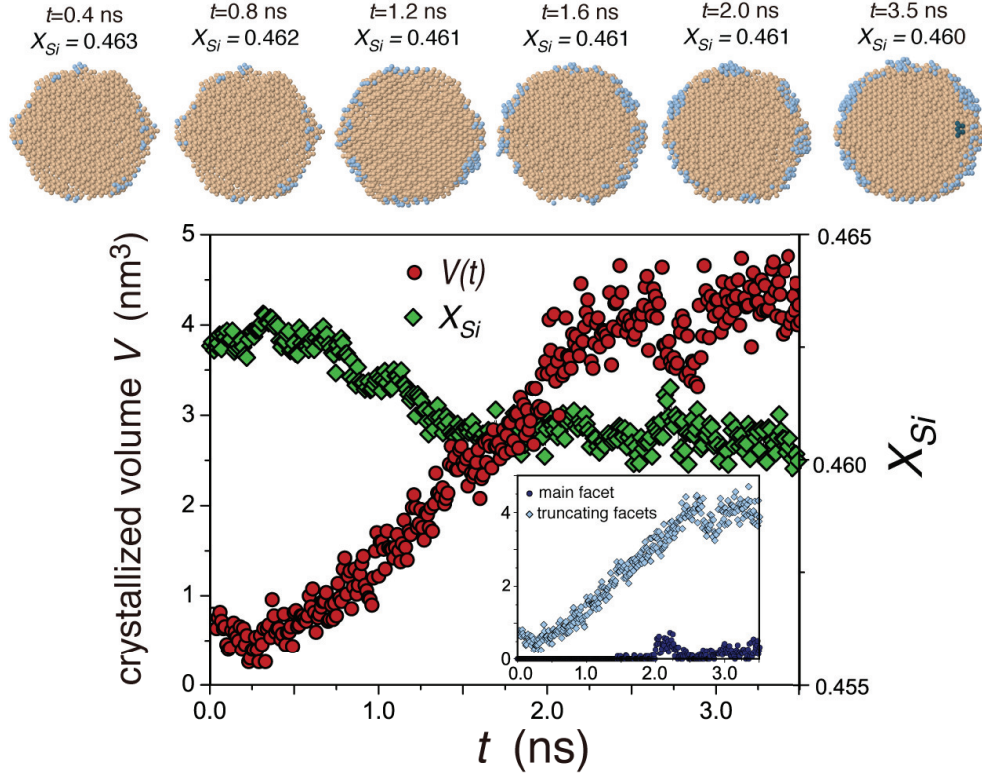 t=0.4 ns
X_Si = 0.463
t=0.8 ns
X_Si = 0.462
t=1.2 ns
X_Si = 0.461
t=1.6 ns
X_Si = 0.461
t=2.0 ns
X_Si = 0.461
t=3.5 ns
X_Si = 0.460
crystallized volume V (nm³)
5
4
3
2
1
0
V(t)
X_Si
0.465
0.460
0.455
X_Si
main facet
truncating facets
4
2
0
0.0
1.0
2.0
3.0
0.0
1.0
2.0
3.0
t (ns)